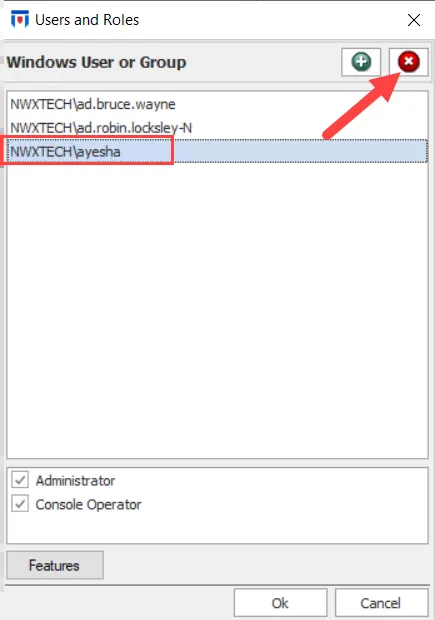 Users and Roles
Windows User or Group
NWXTECH\ad.bruce.wayne
NWXTECH\ad.robin.locksley-N
NWXTECH\ayesha
Administrator
Console Operator
Features
Ok
Cancel